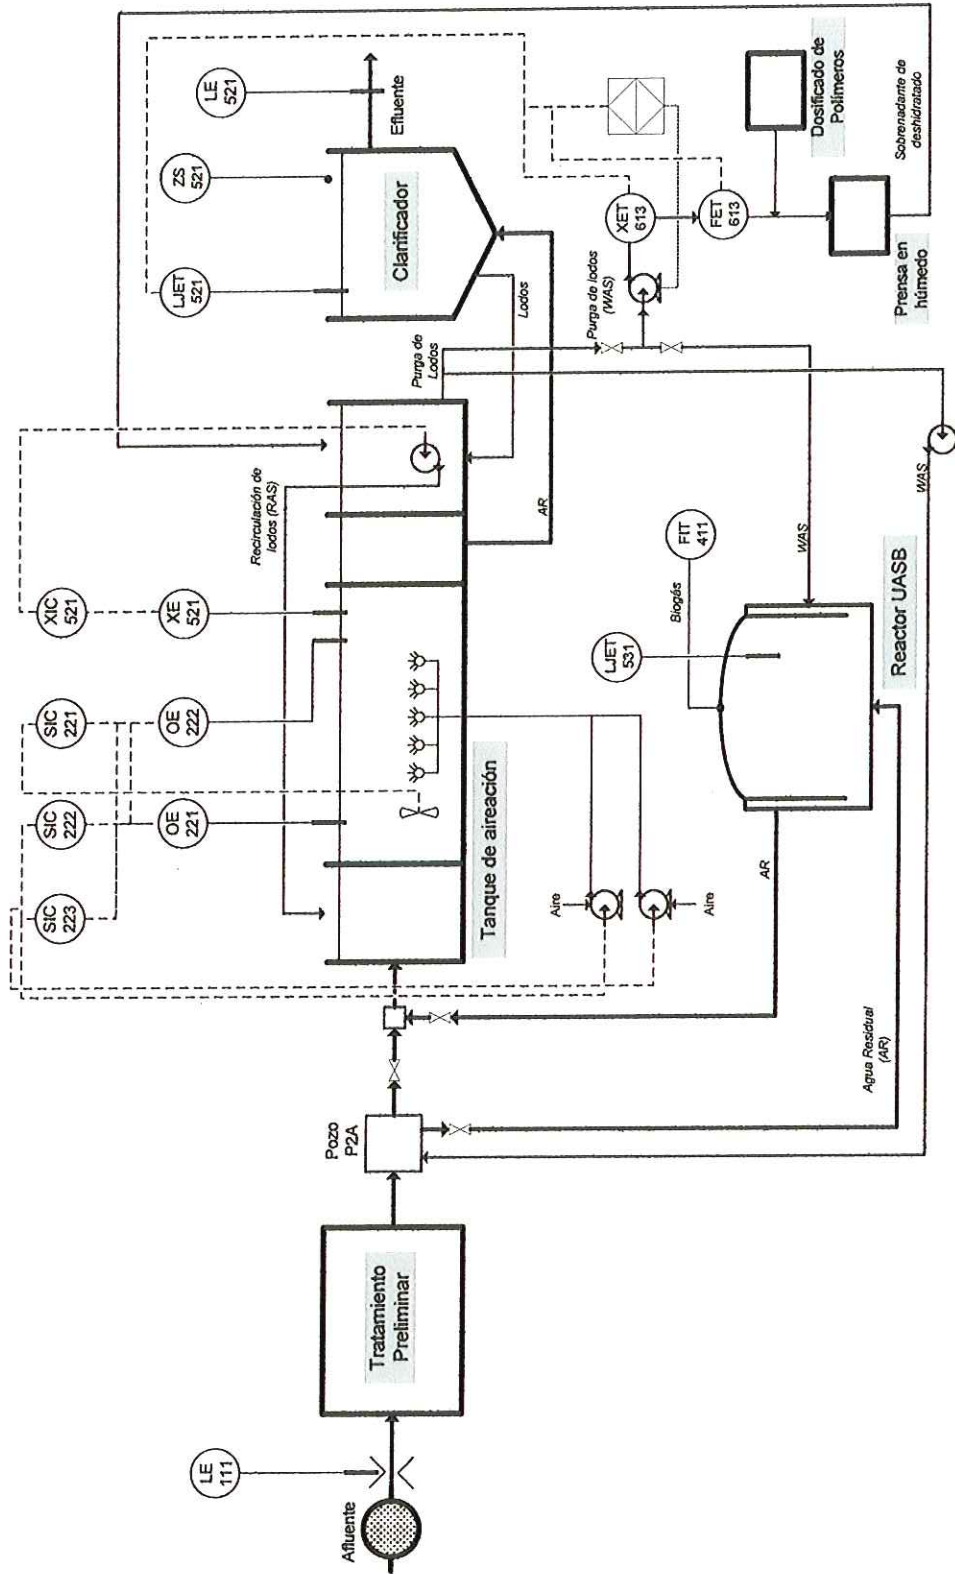 Afluente
LE
111
Tratamiento
Preliminar
Pozo
P2A
SIC
223
SIC
222
SIC
221
XIC
521
OE
221
OE
222
XE
521
Recirculación de
lodos (RAS)
Tanque de aireación
AR
Purga de
Lodos
Lodos
LJET
521
ZS
521
LE
521
Clarificador
Efluente
Aire
Aire
AR
Agua Residual
(AR)
LJET
531
Biogás
FIT
411
Reactor UASB
WAS
WAS
Purga de lodos
(WAS)
XET
613
FET
613
Dosificado de
Polímeros
Prensa en
húmedo
Sobrenadante de
deshidratado